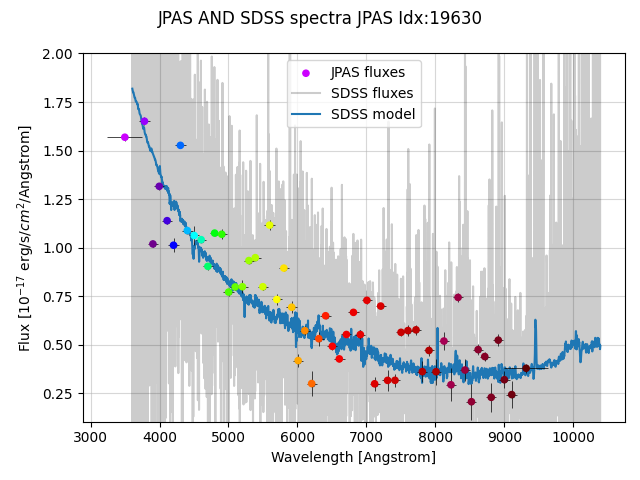 JPAS AND SDSS spectra JPAS Idx:19630
JPAS fluxes
SDSS fluxes
SDSS model
2.00
1.75
1.50
1.25
1.00
0.75
0.50
0.25
Flux [10⁻¹⁷ erg/s/cm²/Angstrom]
3000 4000 5000 6000 7000 8000 9000 10000
Wavelength [Angstrom]